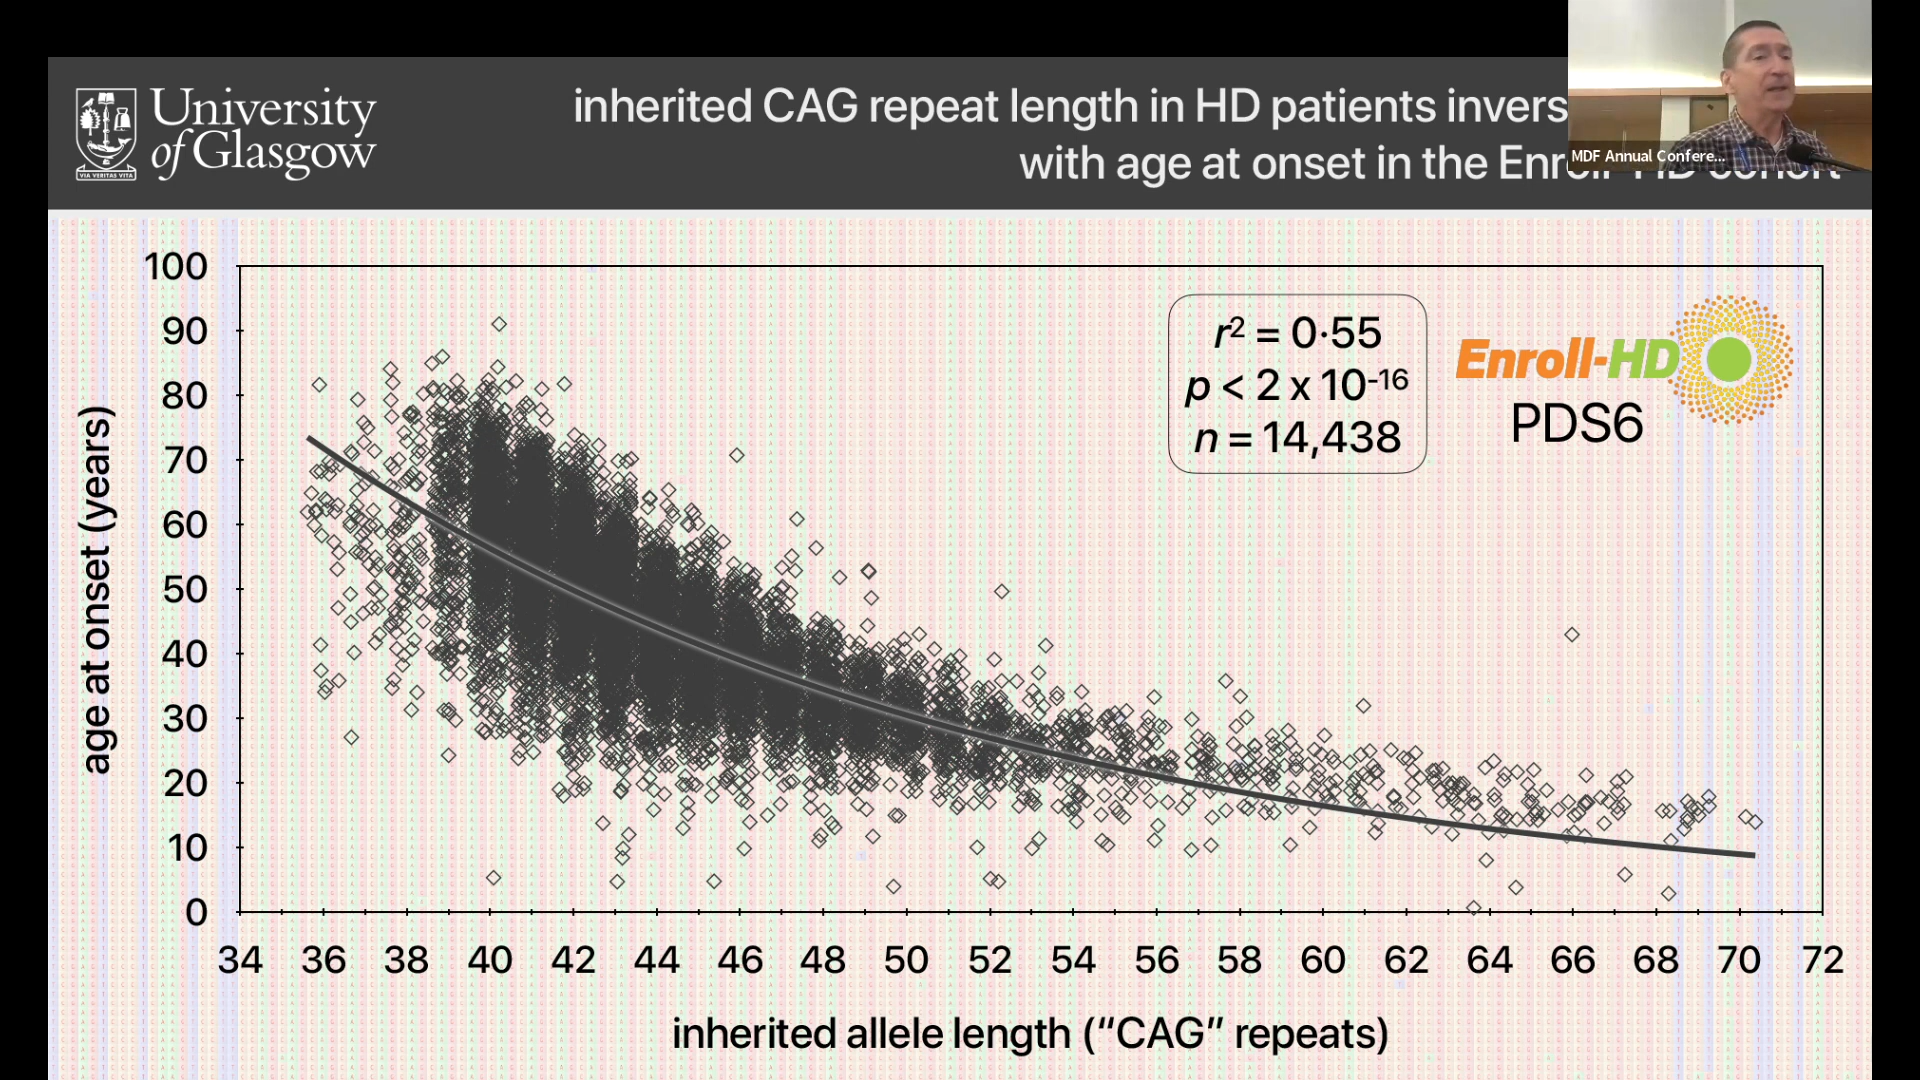 University
of Glasgow
VIA VERITAS VITA
inherited CAG repeat length in HD patients invers
with age at onset in the Enroll-HD cohort
MDF Annual Confere...
100
90
80
70
60
50
40
30
20
10
0
age at onset (years)
r² = 0·55
p < 2 x 10⁻¹⁶
n = 14,438
Enroll-HD
PDS6
34 36 38 40 42 44 46 48 50 52 54 56 58 60 62 64 66 68 70 72
inherited allele length (“CAG” repeats)